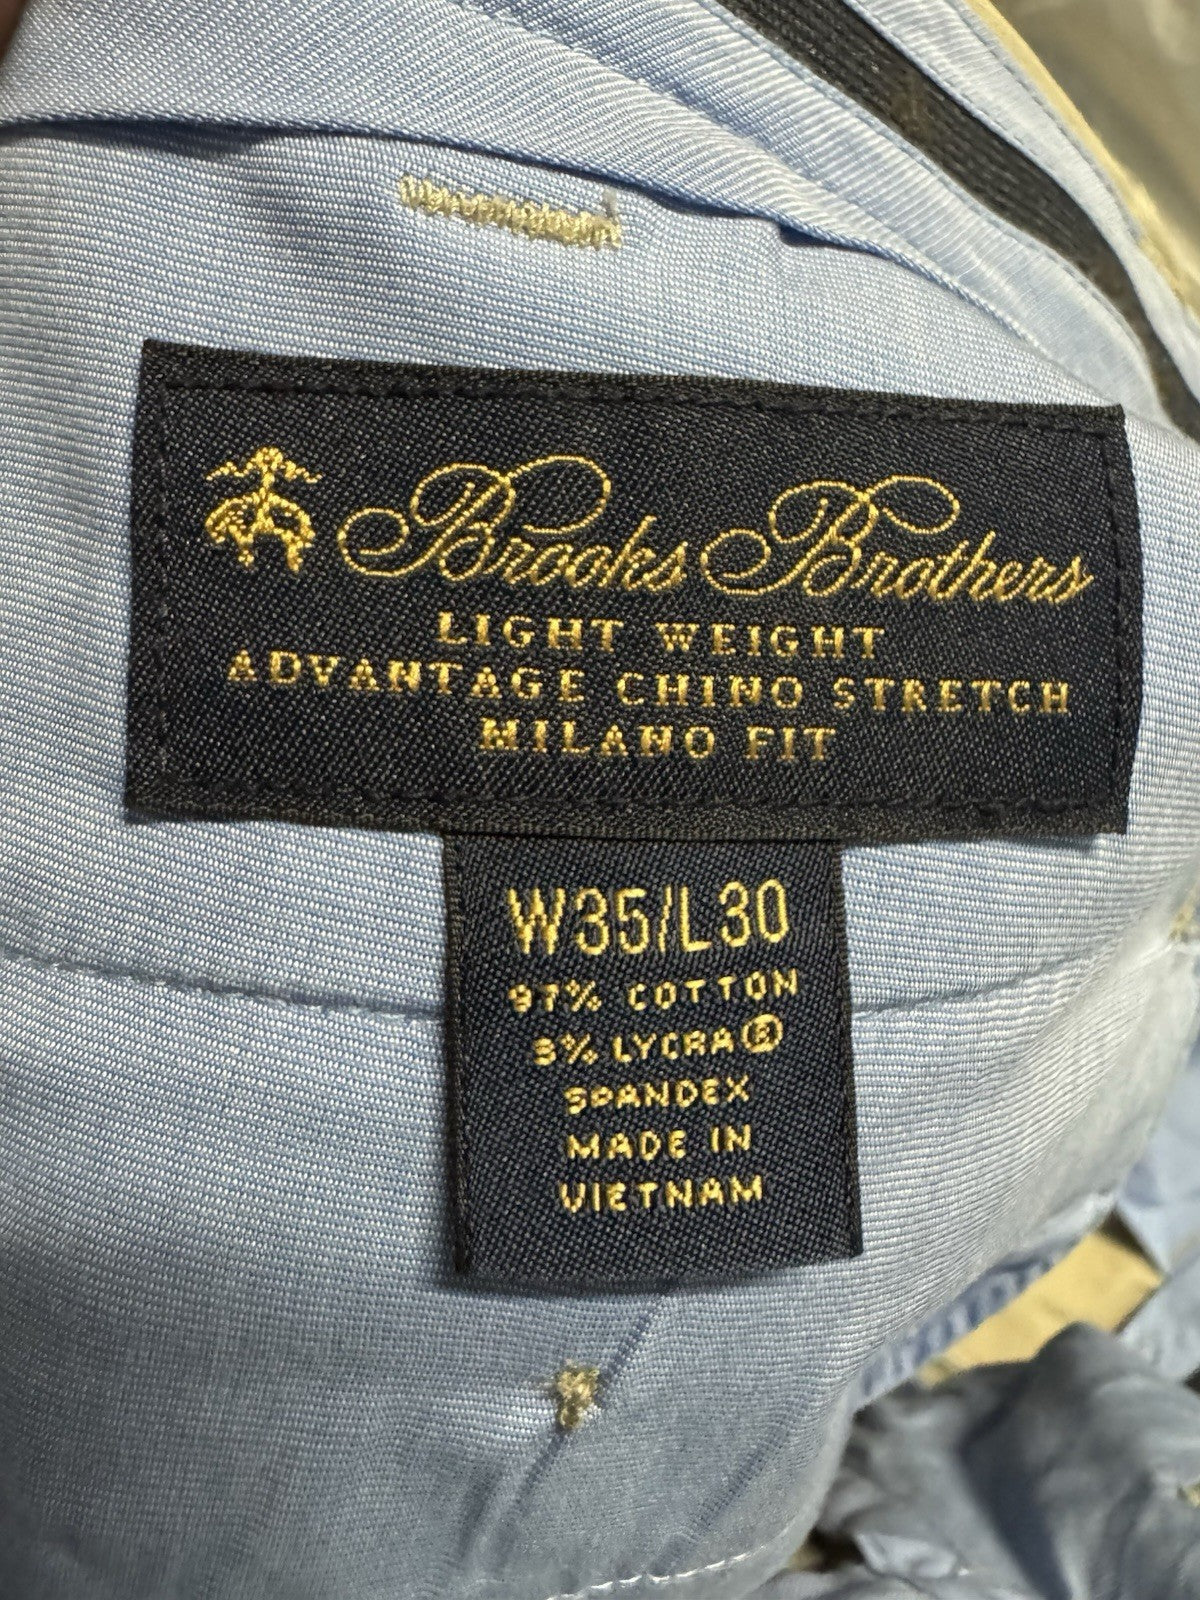 Brooks Brothers
LIGHT WEIGHT
ADVANTAGE CHINO STRETCH
MILANO FIT
W35/L30
97% COTTON
3% LYCRA®
SPANDEX
MADE IN
VIETNAM